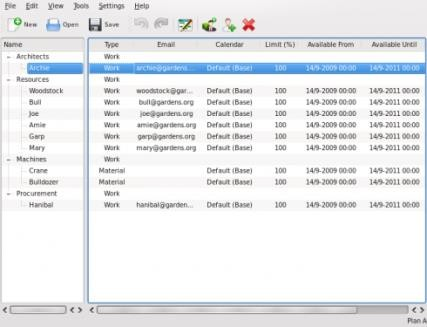 File Edit View Tools Settings Help
New Open Save
Name Type Email Calendar Limit (%) Available From Available Until
Architects Work
Archie Work archie@gardens... Default (Base) 100 14/9-2009 00:00 14/9-2011 00:00
Resources Work
Woodstock Work woodstock@gar... Default (Base) 100 14/9-2009 00:00 14/9-2011 00:00
Bull Work bull@gardens.org Default (Base) 100 14/9-2009 00:00 14/9-2011 00:00
Joe Work joe@gardens.org Default (Base) 100 14/9-2009 00:00 14/9-2011 00:00
Amie Work amie@gardens.org Default (Base) 100 14/9-2009 00:00 14/9-2011 00:00
Garp Work garp@gardens.org Default (Base) 100 14/9-2009 00:00 14/9-2011 00:00
Mary Work mary@gardens.org Default (Base) 100 14/9-2009 00:00 14/9-2011 00:00
Machines Work
Crane Material Default (Base) 100 14/9-2009 00:00 14/9-2011 00:00
Bulldozer Material Default (Base) 100 14/9-2009 00:00 14/9-2011 00:00
Procurement Work
Hanibal Work hanibal@garden... Default (Base) 100 14/9-2009 00:00 14/9-2011 00:00
Plan A